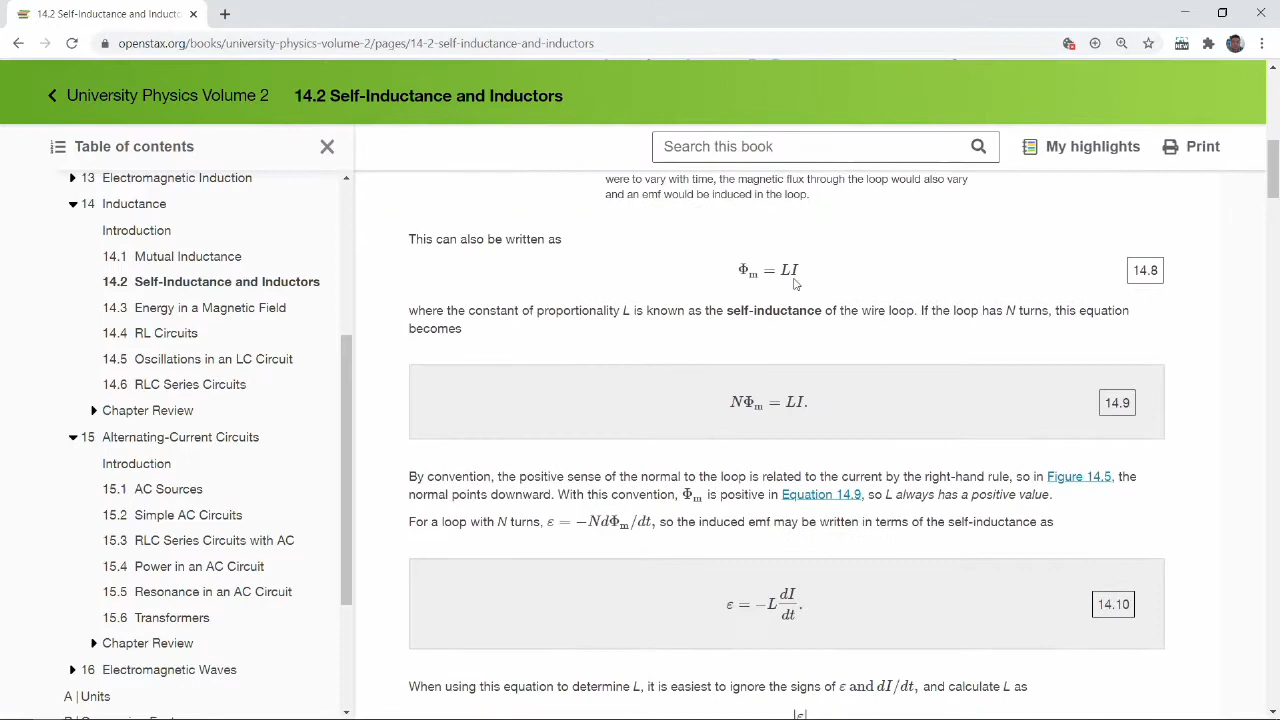 14.2 Self-Inductance and Inducto
openstax.org/books/university-physics-volume-2/pages/14-2-self-inductance-and-inductors
NEW
University Physics Volume 2
14.2 Self-Inductance and Inductors
Table of contents
Search this book
My highlights
Print
13 Electromagnetic Induction
14 Inductance
Introduction
14.1 Mutual Inductance
14.2 Self-Inductance and Inductors
14.3 Energy in a Magnetic Field
14.4 RL Circuits
14.5 Oscillations in an LC Circuit
14.6 RLC Series Circuits
Chapter Review
15 Alternating-Current Circuits
Introduction
15.1 AC Sources
15.2 Simple AC Circuits
15.3 RLC Series Circuits with AC
15.4 Power in an AC Circuit
15.5 Resonance in an AC Circuit
15.6 Transformers
Chapter Review
16 Electromagnetic Waves
A | Units
were to vary with time, the magnetic flux through the loop would also vary
and an emf would be induced in the loop.
This can also be written as
Φm = LI
14.8
where the constant of proportionality L is known as the self-inductance of the wire loop. If the loop has N turns, this equation
becomes
NΦm = LI.
14.9
By convention, the positive sense of the normal to the loop is related to the current by the right-hand rule, so in Figure 14.5, the
normal points downward. With this convention, Φm is positive in Equation 14.9, so L always has a positive value.
For a loop with N turns, ε = −NdΦm/dt, so the induced emf may be written in terms of the self-inductance as
ε = −L dI/dt.
14.10
When using this equation to determine L, it is easiest to ignore the signs of ε and dI/dt, and calculate L as
|ε|